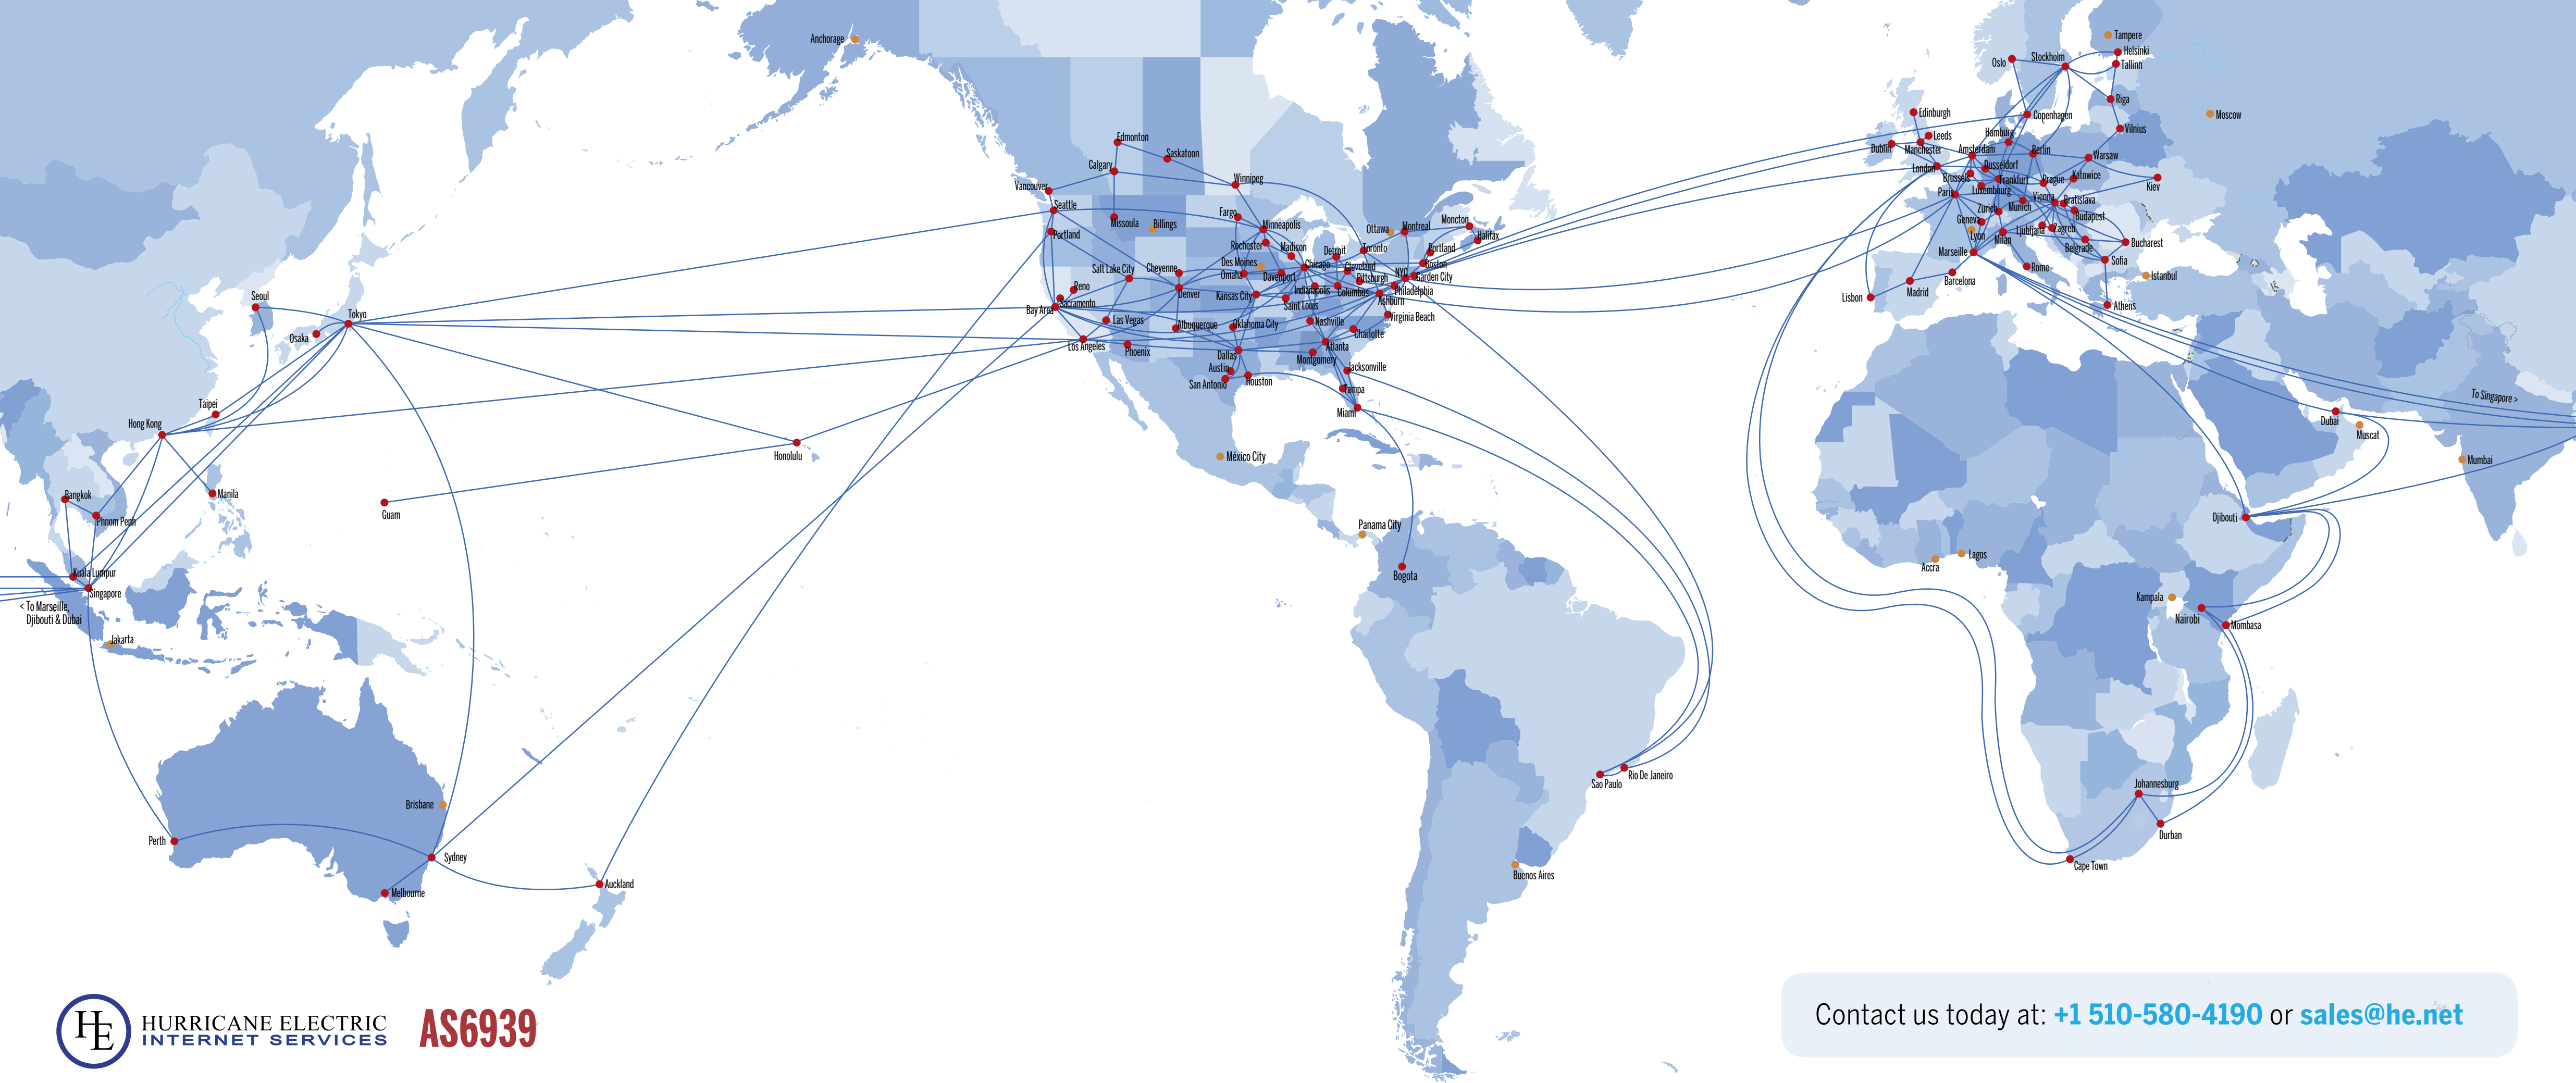 Anchorage
Tampere
Helsinki
Stockholm
Oslo
Tallinn
Riga
Edinburgh
Moscow
Copenhagen
Vilnius
Leeds
Hamburg
Edmonton
Dublin
Manchester
Amsterdam
Berlin
Saskatoon
Warsaw
Calgary
London
Dusseldorf
Brussels
Frankfurt
Prague
Katowice
Vancouver
Winnipeg
Kiev
Paris
Luxembourg
Vienna
Bratislava
Seattle
Zurich
Munich
Fargo
Budapest
Missoula
Billings
Minneapolis
Ottawa
Montreal
Moncton
Geneva
Lyon
Ljubljana
Zagreb
Portland
Halifax
Milan
Rochester
Madison
Detroit
Toronto
Portland
Marseille
Belgrade
Bucharest
Salt Lake City
Cheyenne
Des Moines
Omaha
Davenport
Chicago
Cleveland
Boston
Sofia
Rome
NYC
Garden City
Pittsburgh
Istanbul
Barcelona
Reno
Denver
Kansas City
Indianapolis
Columbus
Philadelphia
Madrid
Lisbon
Seoul
Sacramento
Saint Louis
Ashburn
Athens
Bay Area
Tokyo
Las Vegas
Albuquerque
Oklahoma City
Nashville
Virginia Beach
Osaka
Charlotte
Los Angeles
Phoenix
Dallas
Atlanta
Montgomery
Austin
San Antonio
Houston
Jacksonville
Tampa
To Singapore >
Taipei
Miami
Hong Kong
Dubai
Muscat
Honolulu
México City
Mumbai
Bangkok
Manila
Guam
Phnom Penh
Panama City
Djibouti
Lagos
Accra
Kuala Lumpur
Bogota
Singapore
Kampala
< To Marseille,
Djibouti & Dubai
Nairobi
Mombasa
Jakarta
Sao Paulo
Rio De Janeiro
Johannesburg
Brisbane
Durban
Perth
Sydney
Cape Town
Buenos Aires
Auckland
Melbourne
HE
HURRICANE ELECTRIC
INTERNET SERVICES
AS6939
Contact us today at: +1 510-580-4190 or sales@he.net